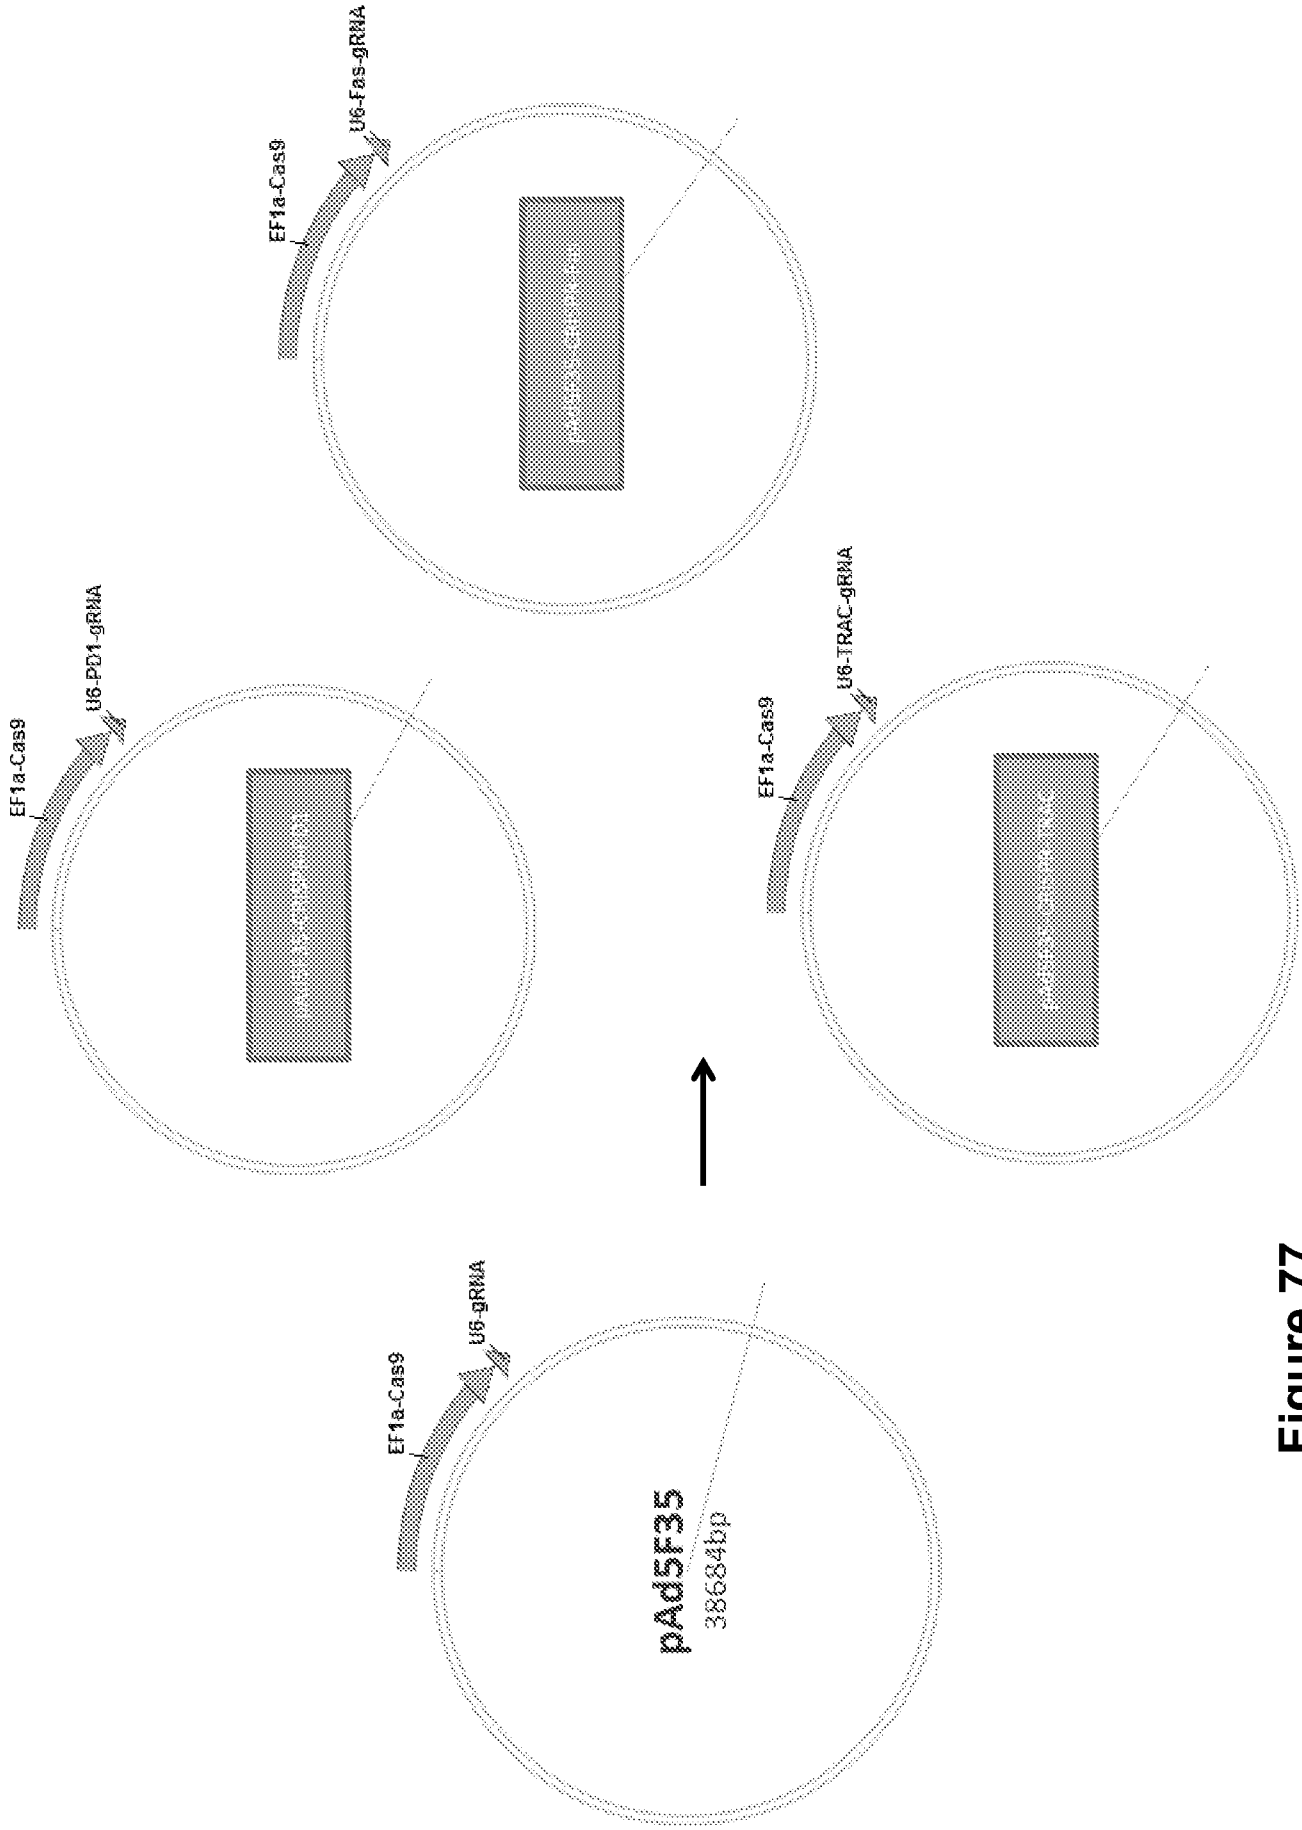 EF1a-Cas9
U6-gRNA
pAd5F35
38684bp
EF1a-Cas9
U6-PD1-gRNA
EF1a-Cas9
U6-TRAC-gRNA
EF1a-Cas9
U6-Fas-gRNA
Figure 77